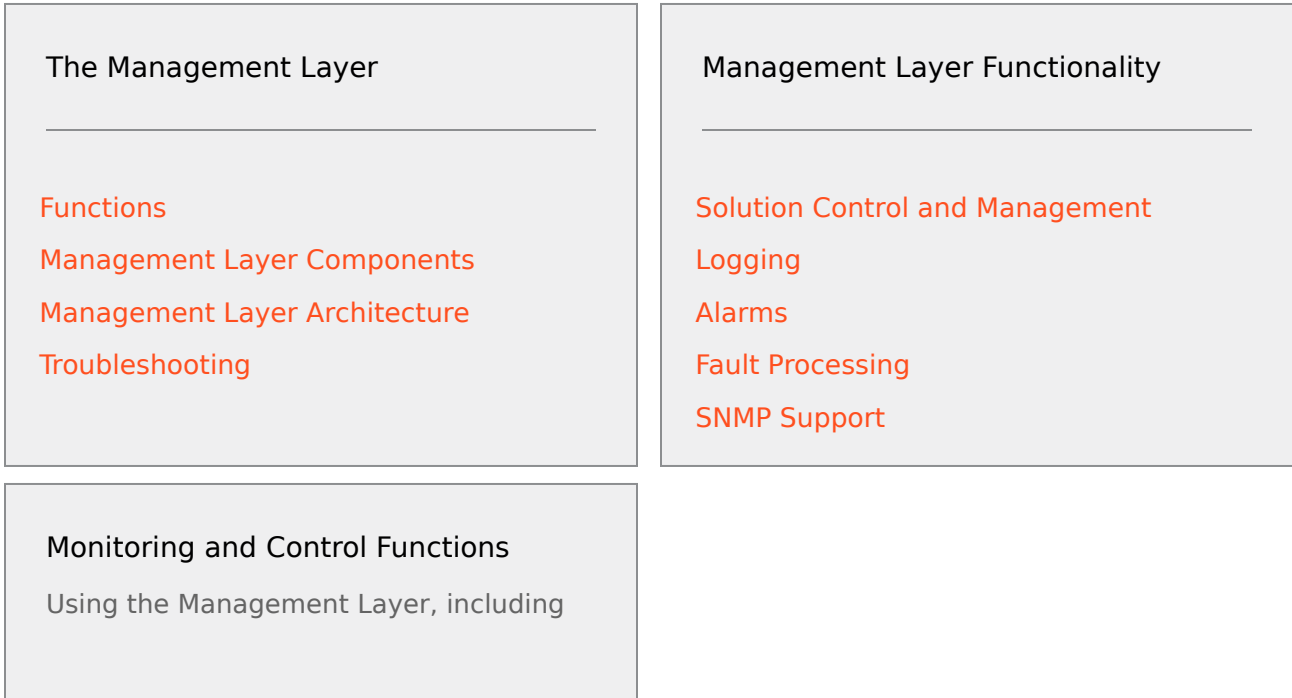 The Management Layer
Functions
Management Layer Components
Management Layer Architecture
Troubleshooting
Management Layer Functionality
Solution Control and Management
Logging
Alarms
Fault Processing
SNMP Support
Monitoring and Control Functions
Using the Management Layer, including